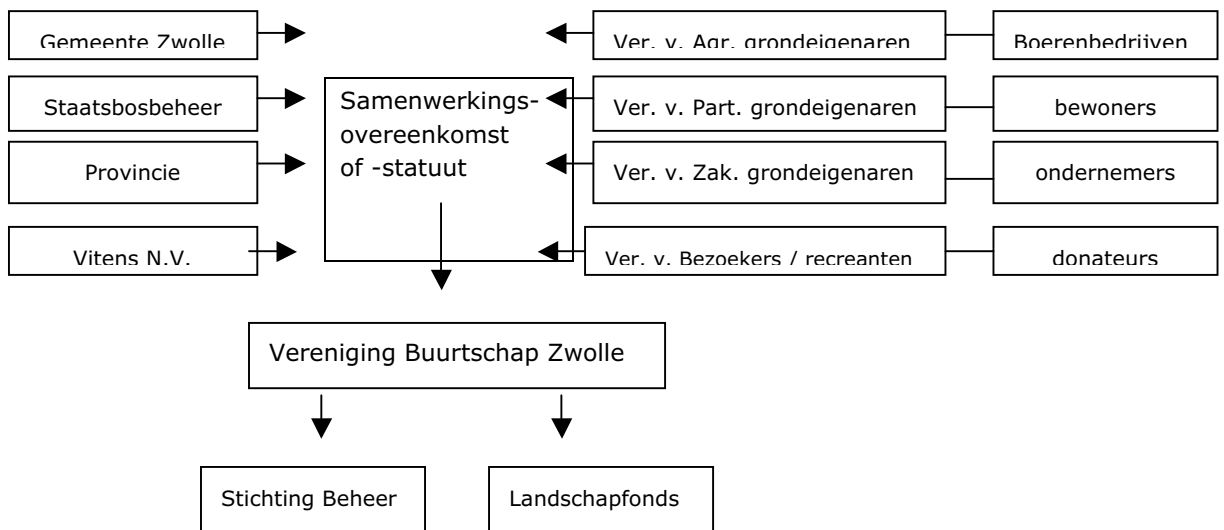 Gemeente Zwolle
Ver. v. Agr. grondeigenaren
Boerenbedrijven
Staatsbosbeheer
Samenwerkings-
overeenkomst
of -statuut
Ver. v. Part. grondeigenaren
bewoners
Provincie
Ver. v. Zak. grondeigenaren
ondernemers
Vitens N.V.
Ver. v. Bezoekers / recreanten
donateurs
Vereniging Buurtschap Zwolle
Stichting Beheer
Landschapfonds